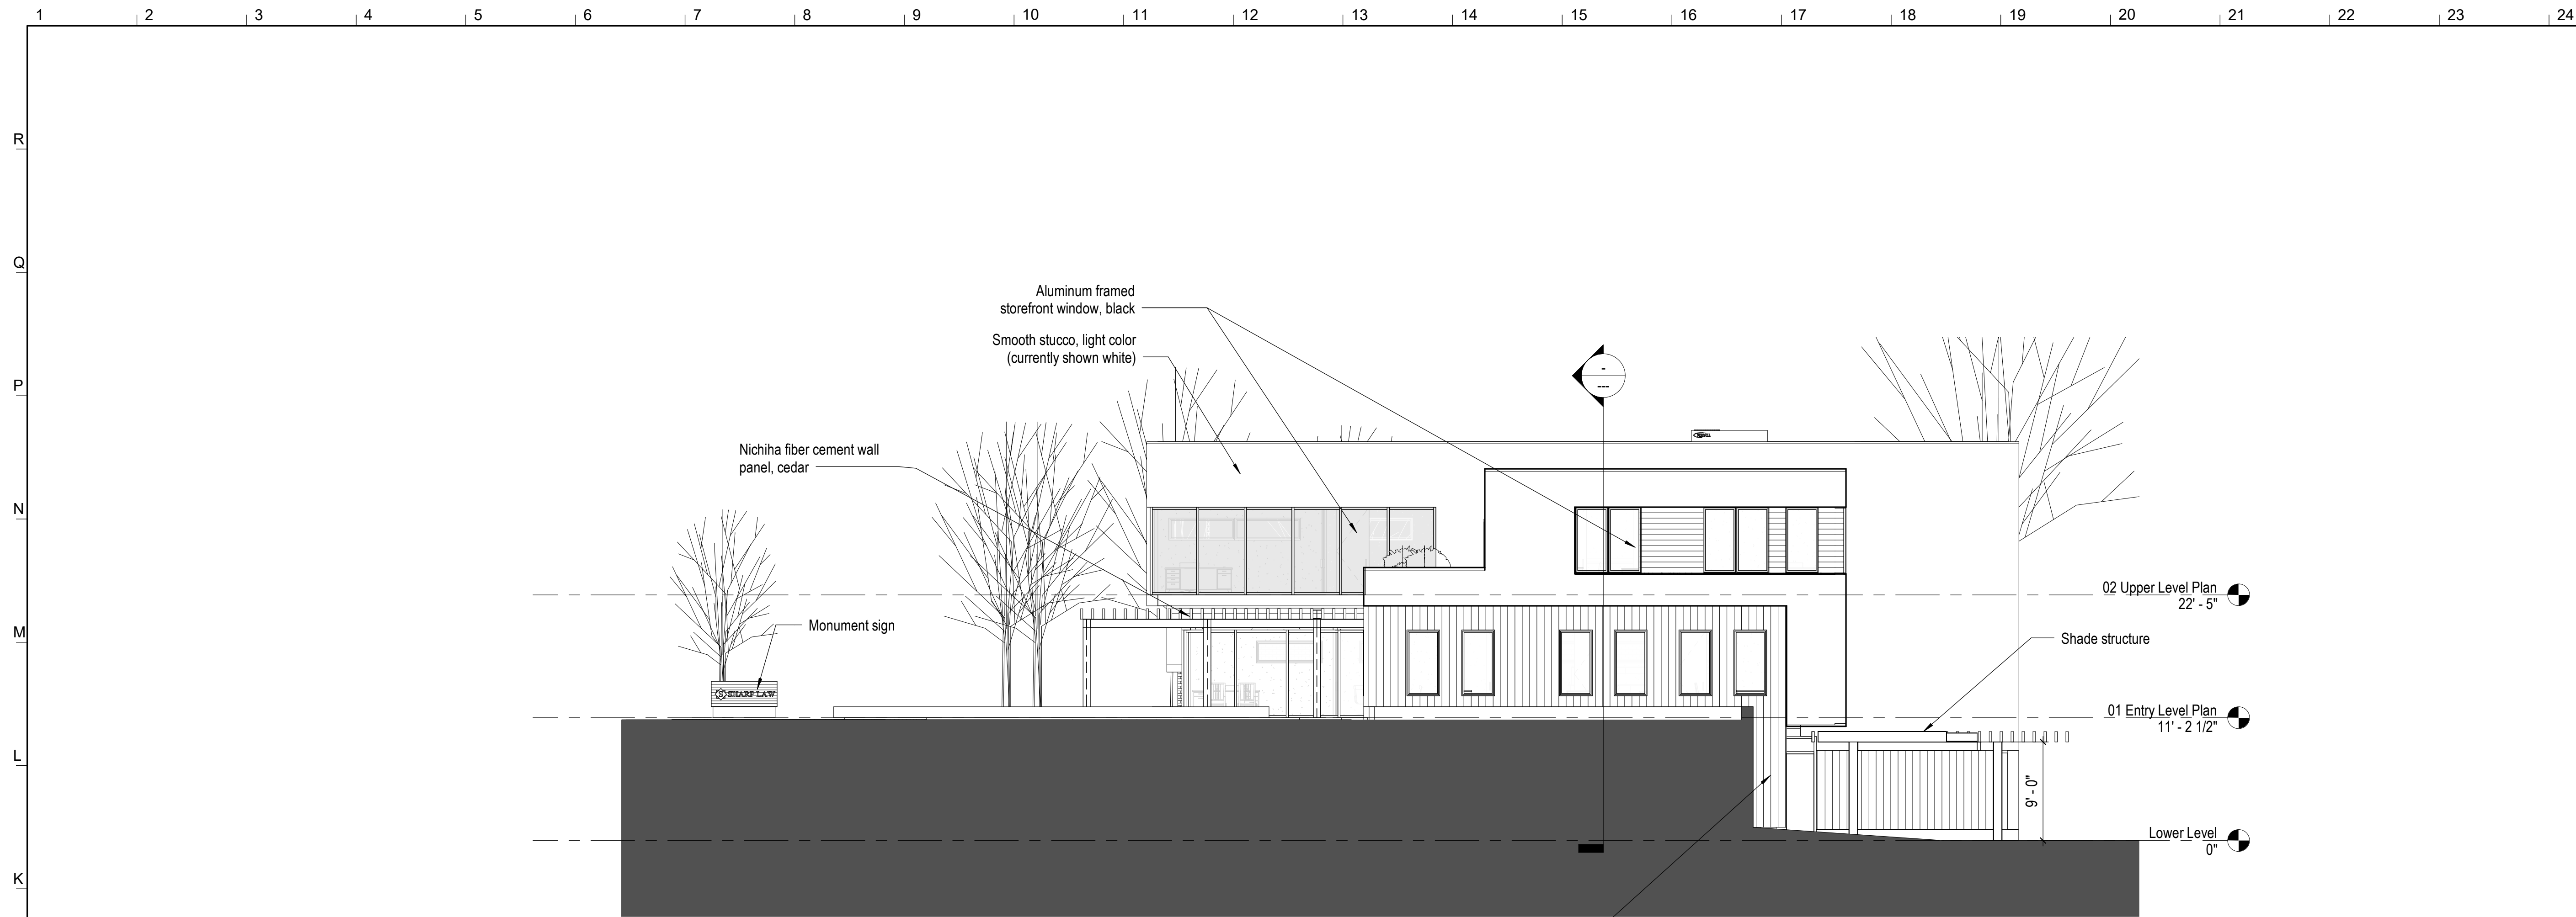 1 2 3 4 5 6 7 8 9 10 11 12 13 14 15 16 17 18 19 20 21 22 23 24
R
Q
Aluminum framed
storefront window, black
Smooth stucco, light color
(currently shown white)
P
-
---
Nichiha fiber cement wall
panel, cedar
N
02 Upper Level Plan
22' - 5"
M
Monument sign
Shade structure
S SHARP LAW
01 Entry Level Plan
11' - 2 1/2"
L
9' - 0"
Lower Level
0"
K